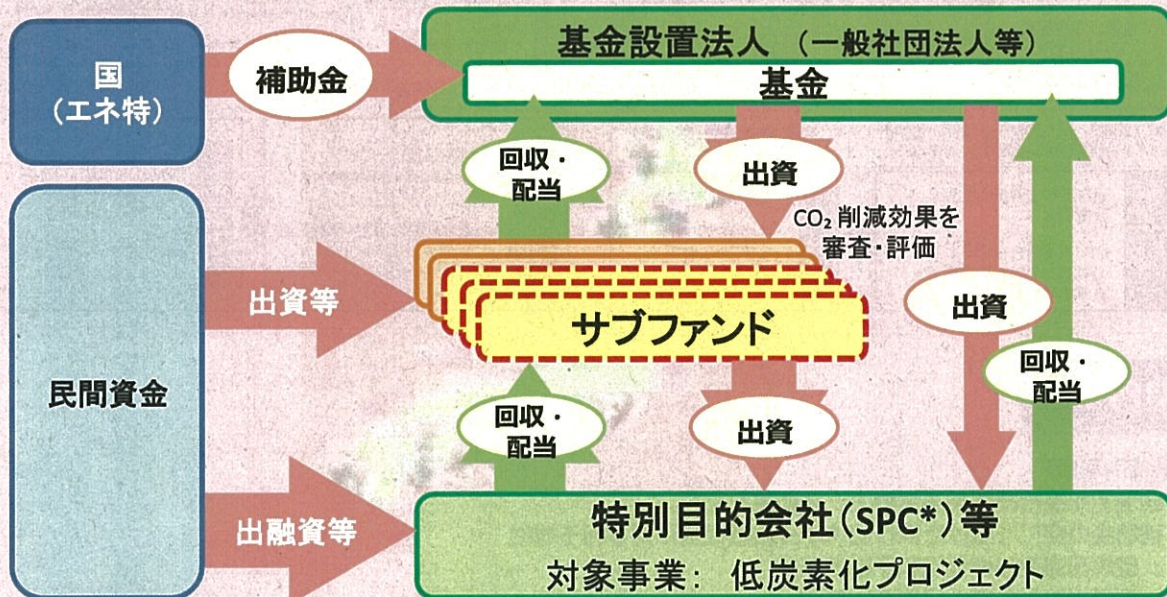 国
（エネ特）
補助金
基金設置法人 （一般社団法人等）
基金
回収・
配当
出資
CO₂ 削減効果を
審査・評価
出資等
サブファンド
出資
回収・
配当
民間資金
回収・
配当
出資
出融資等
特別目的会社（SPC*）等
対象事業： 低炭素化プロジェクト